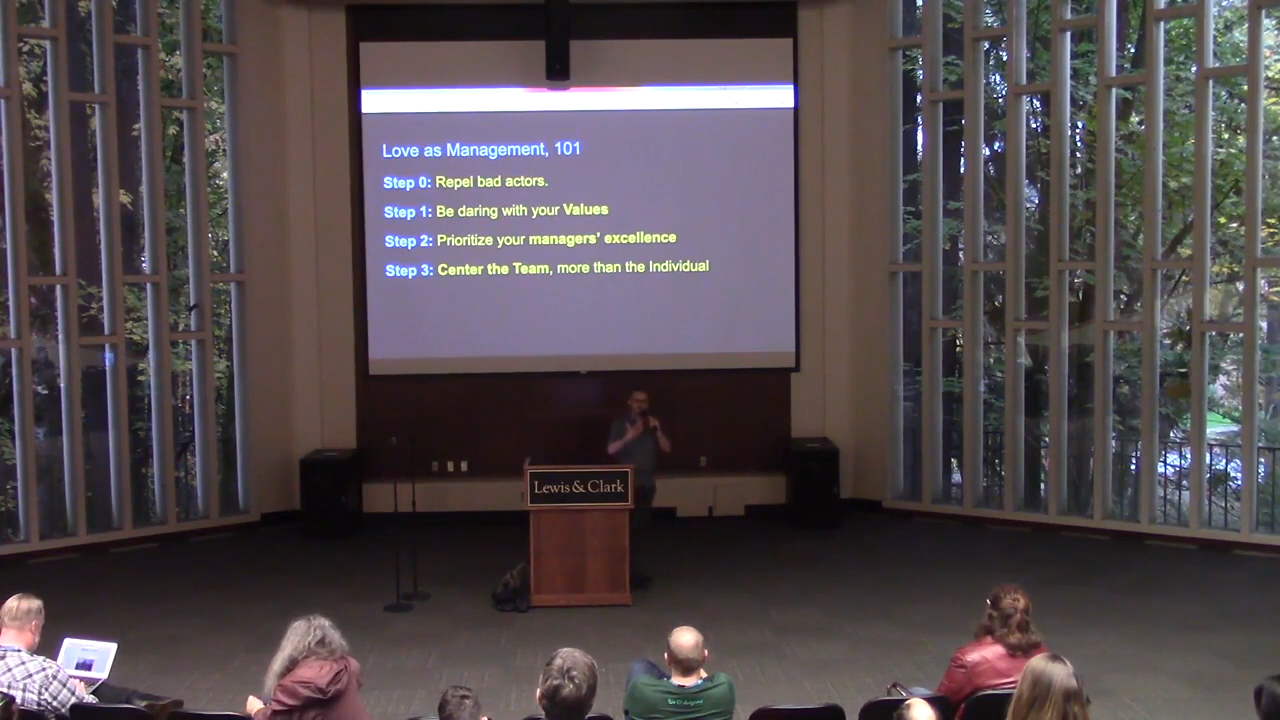 Love as Management, 101
Step 0: Repel bad actors.
Step 1: Be daring with your Values
Step 2: Prioritize your managers' excellence
Step 3: Center the Team, more than the Individual
Lewis & Clark